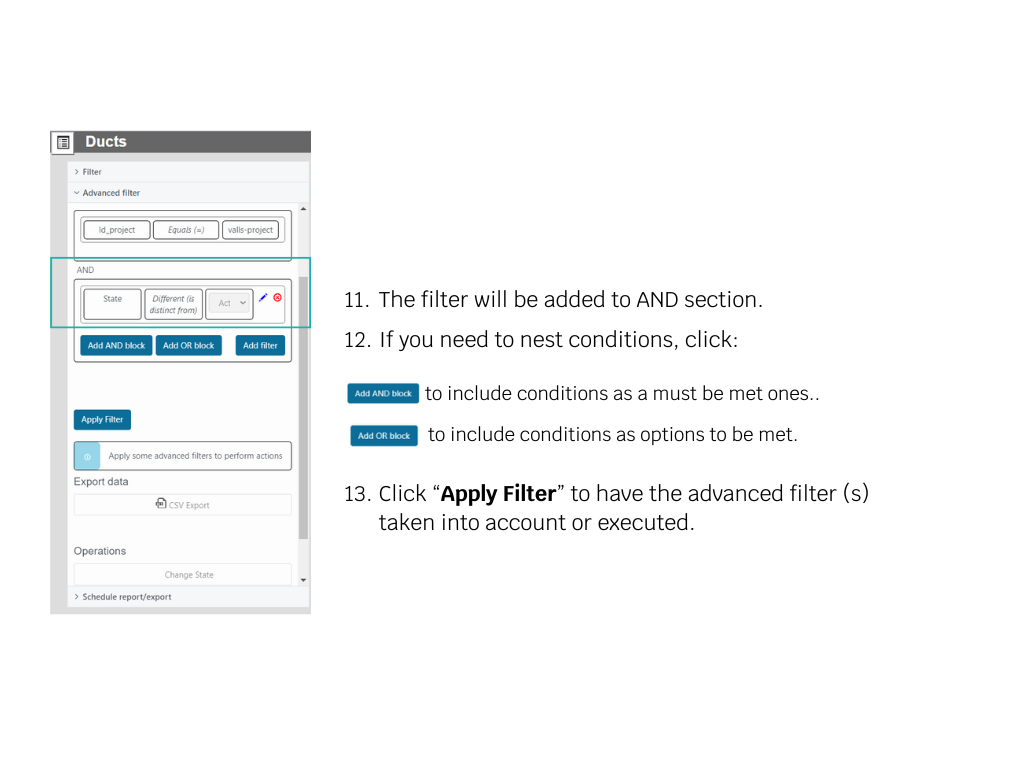 Ducts
Filter
Advanced filter
id_project
Equals (=)
valls-project
AND
State
Different (is
distinct from)
Act
Add AND block
Add OR block
Add filter
Apply Filter
Apply some advanced filters to perform actions
Export data
CSV Export
Operations
Change State
Schedule report/export
11. The filter will be added to AND section.
12. If you need to nest conditions, click:
Add AND block to include conditions as a must be met ones..
Add OR block to include conditions as options to be met.
13. Click “Apply Filter” to have the advanced filter (s)
taken into account or executed.